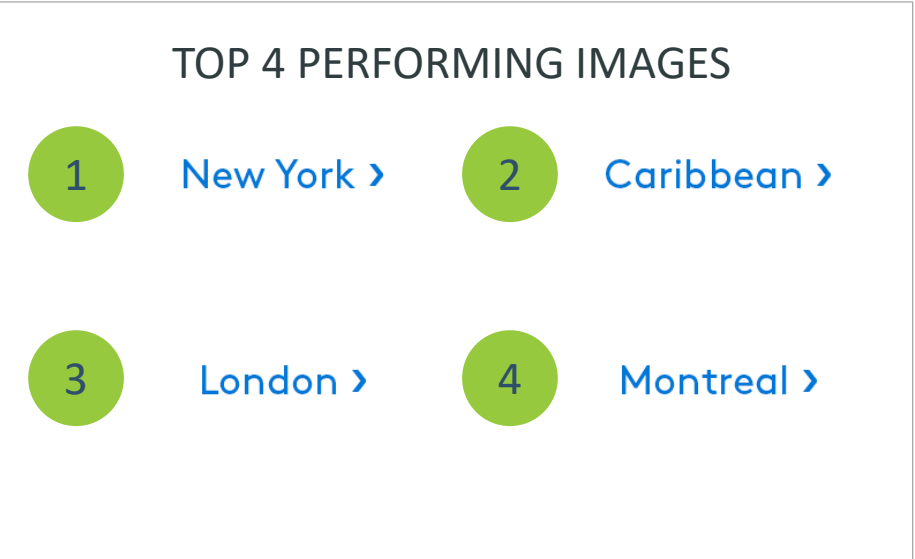 TOP 4 PERFORMING IMAGES
1 New York ›
2 Caribbean ›
3 London ›
4 Montreal ›